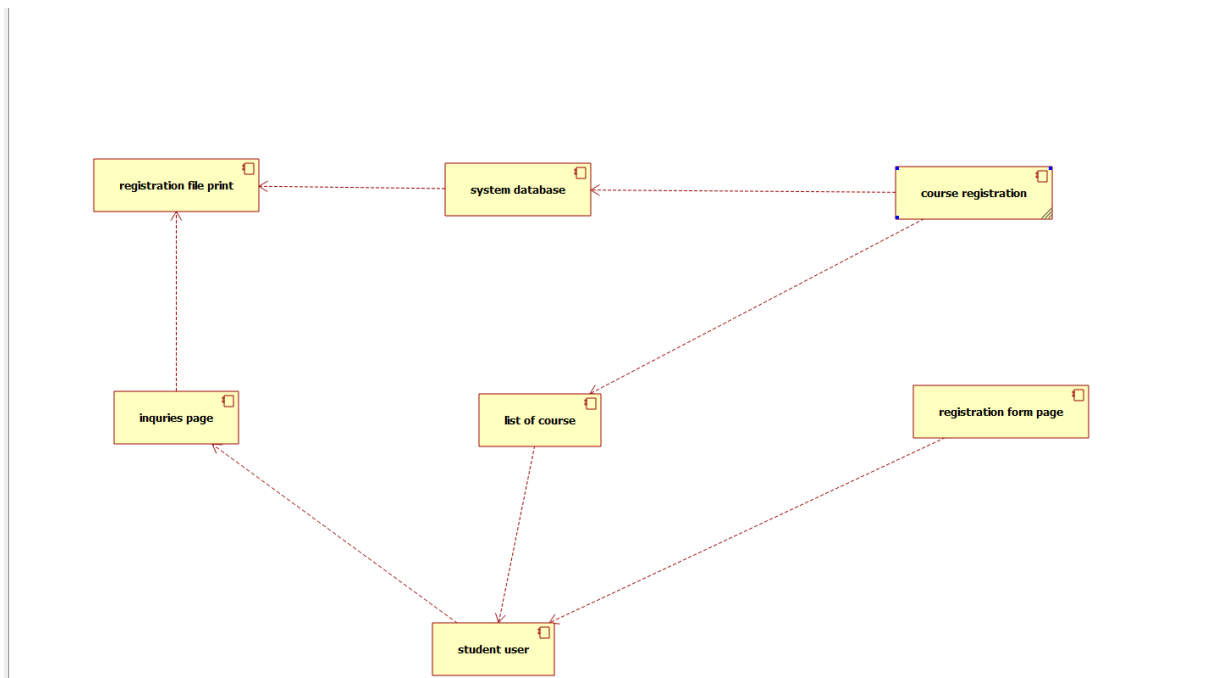 registration file print
system database
course registration
inquries page
list of course
registration form page
student user